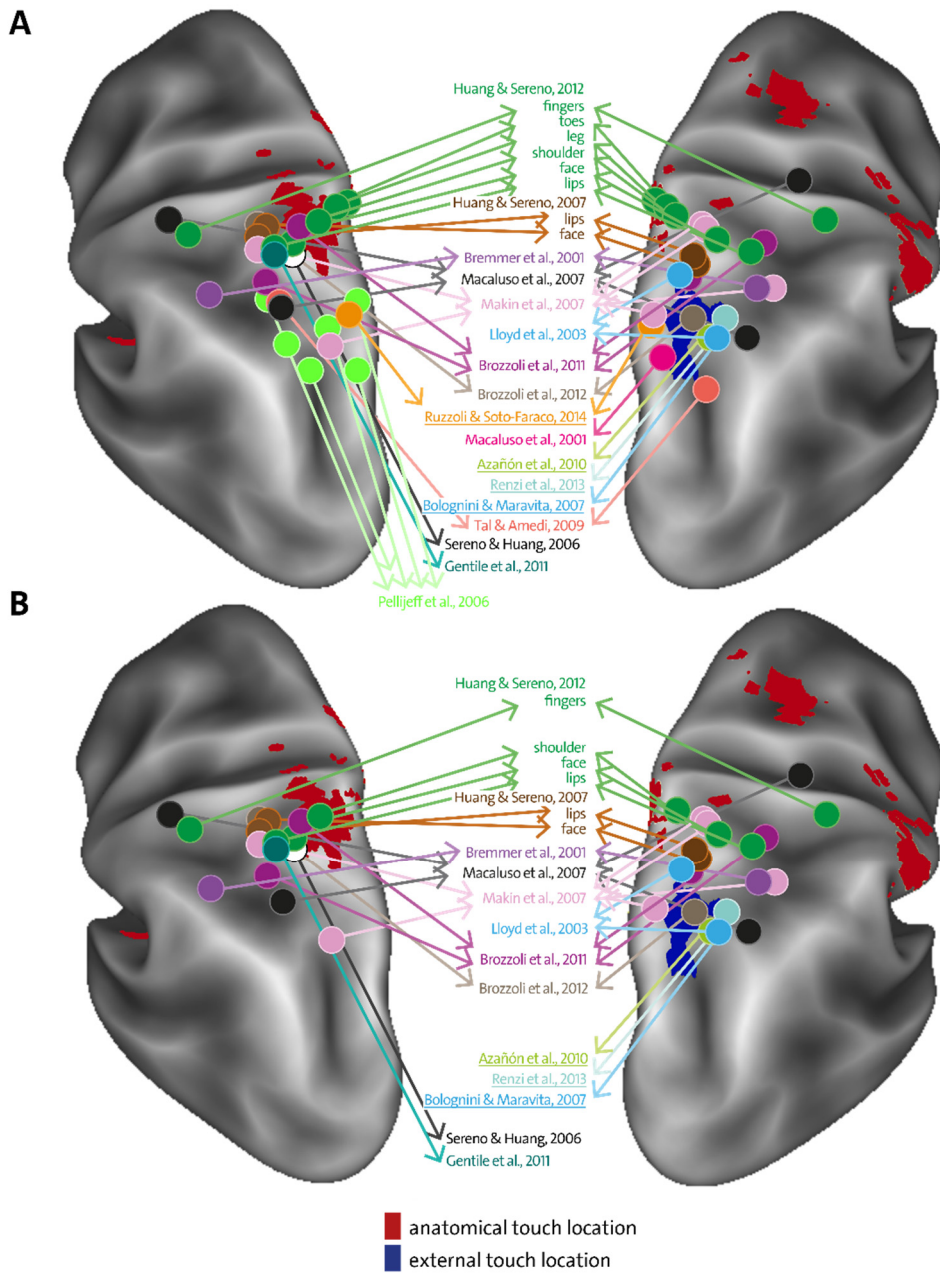 A
Huang & Sereno, 2012
fingers
toes
leg
shoulder
face
lips
Huang & Sereno, 2007
lips
face
Bremmer et al., 2001
Macaluso et al., 2007
Makin et al., 2007
Lloyd et al., 2003
Brozzoli et al., 2011
Brozzoli et al., 2012
Ruzzoli & Soto-Faraco, 2014
Macaluso et al., 2001
Azañón et al., 2010
Renzi et al., 2013
Bolognini & Maravita, 2007
Tal & Amedi, 2009
Sereno & Huang, 2006
Gentile et al., 2011
Pellijeff et al., 2006
B
Huang & Sereno, 2012
fingers
shoulder
face
lips
Huang & Sereno, 2007
lips
face
Bremmer et al., 2001
Macaluso et al., 2007
Makin et al., 2007
Lloyd et al., 2003
Brozzoli et al., 2011
Brozzoli et al., 2012
Azañón et al., 2010
Renzi et al., 2013
Bolognini & Maravita, 2007
Sereno & Huang, 2006
Gentile et al., 2011
anatomical touch location
external touch location